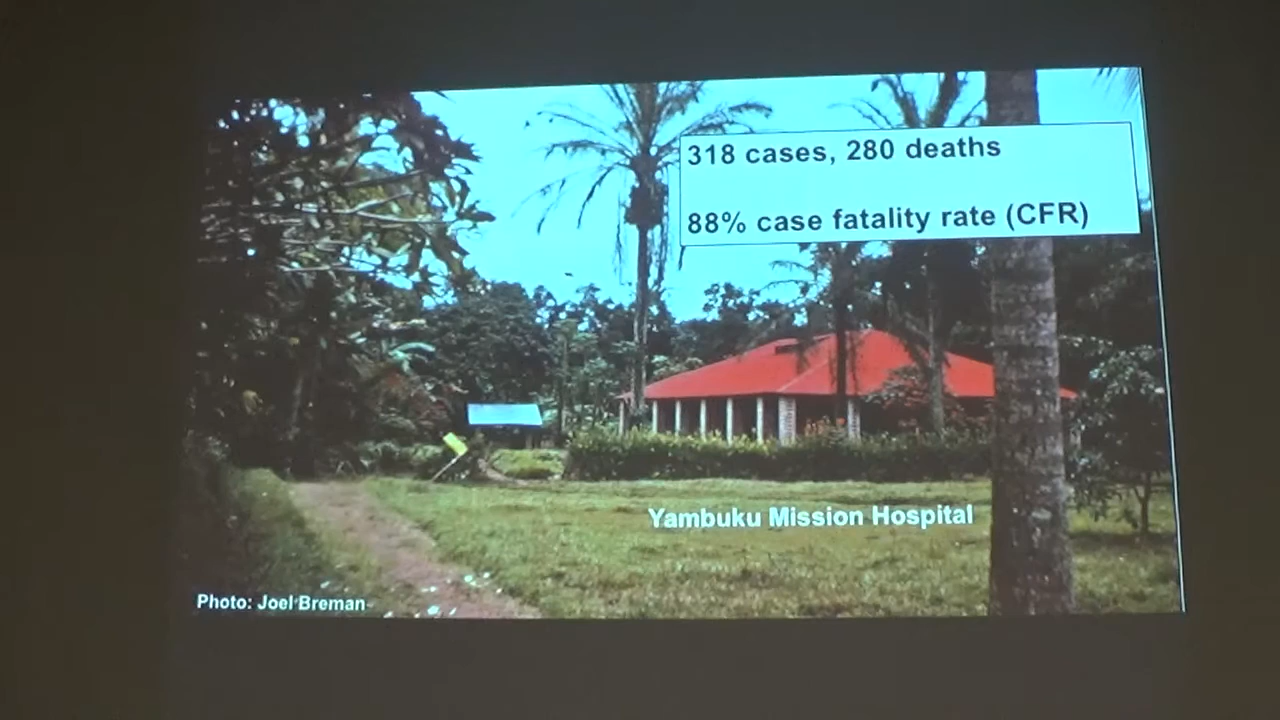 318 cases, 280 deaths
88% case fatality rate (CFR)
Yambuku Mission Hospital
Photo: Joel Breman